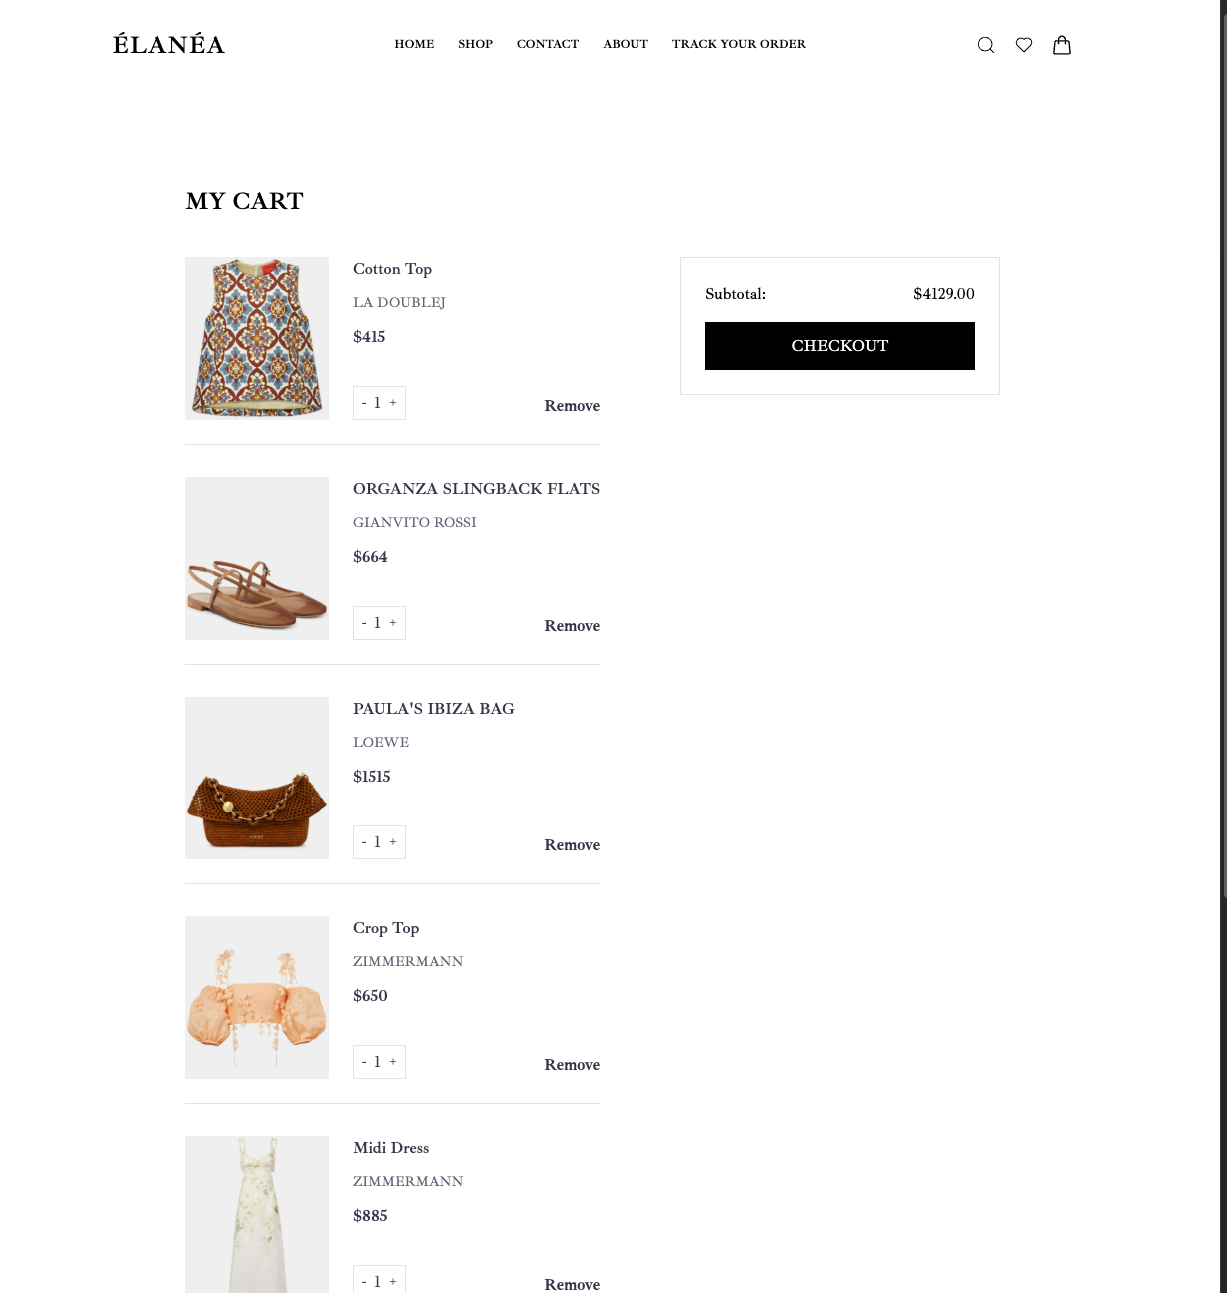 ÉLANÉA
HOME SHOP CONTACT ABOUT TRACK YOUR ORDER
MY CART
Cotton Top
LA DOUBLEJ
$415
- 1 +
Remove
ORGANZA SLINGBACK FLATS
GIANVITO ROSSI
$664
- 1 +
Remove
PAULA'S IBIZA BAG
LOEWE
$1515
- 1 +
Remove
Crop Top
ZIMMERMANN
$650
- 1 +
Remove
Midi Dress
ZIMMERMANN
$885
- 1 +
Remove
Subtotal: $4129.00
CHECKOUT